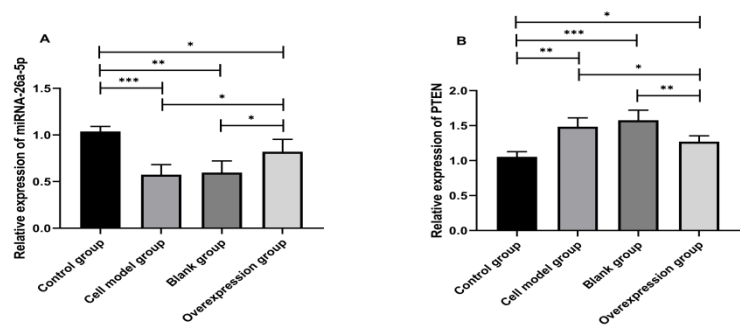 A
*
**
***
*
*
Relative expression of miRNA-26a-5p
1.5
1.0
0.5
0.0
Control group
Cell model group
Blank group
Overexpression group
B
*
***
**
*
**
Relative expression of PTEN
2.0
1.5
1.0
0.5
0.0
Control group
Cell model group
Blank group
Overexpression group